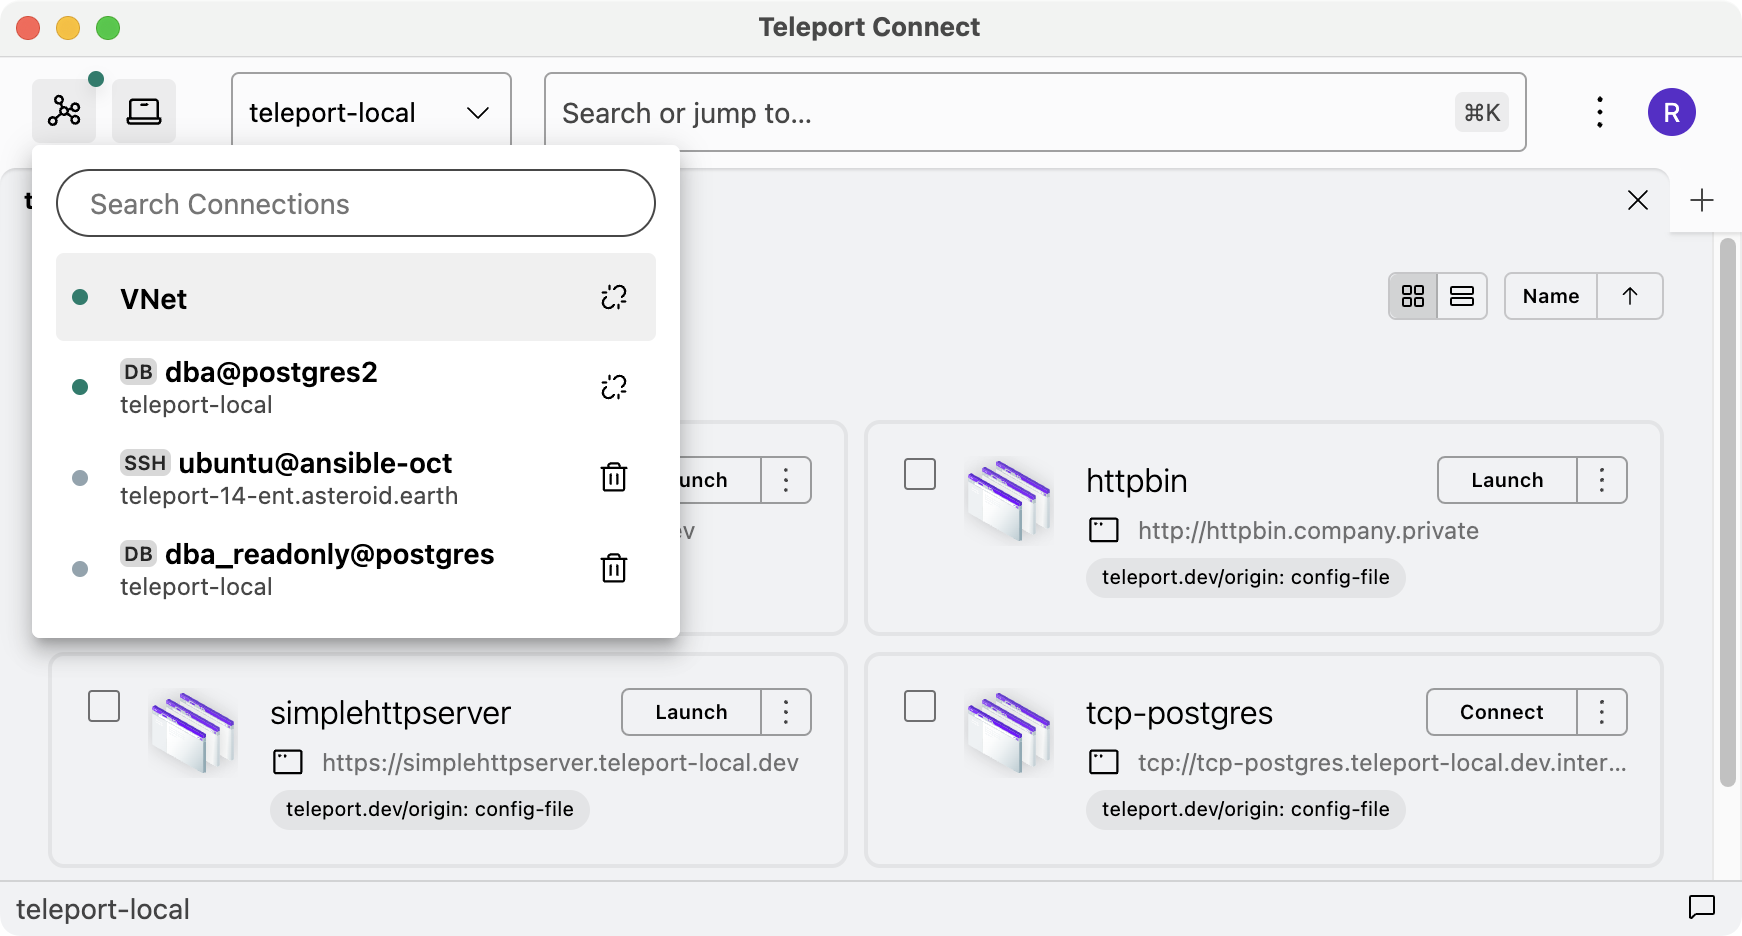 Teleport Connect
teleport-local
Search or jump to...
⌘K
R
t
Search Connections
VNet
Name
DB dba@postgres2
teleport-local
SSH ubuntu@ansible-oct
teleport-14-ent.asteroid.earth
DB dba_readonly@postgres
teleport-local
unch
ev
httpbin
Launch
http://httpbin.company.private
teleport.dev/origin: config-file
simplehttpserver
Launch
https://simplehttpserver.teleport-local.dev
teleport.dev/origin: config-file
tcp-postgres
Connect
tcp://tcp-postgres.teleport-local.dev.inter...
teleport.dev/origin: config-file
teleport-local